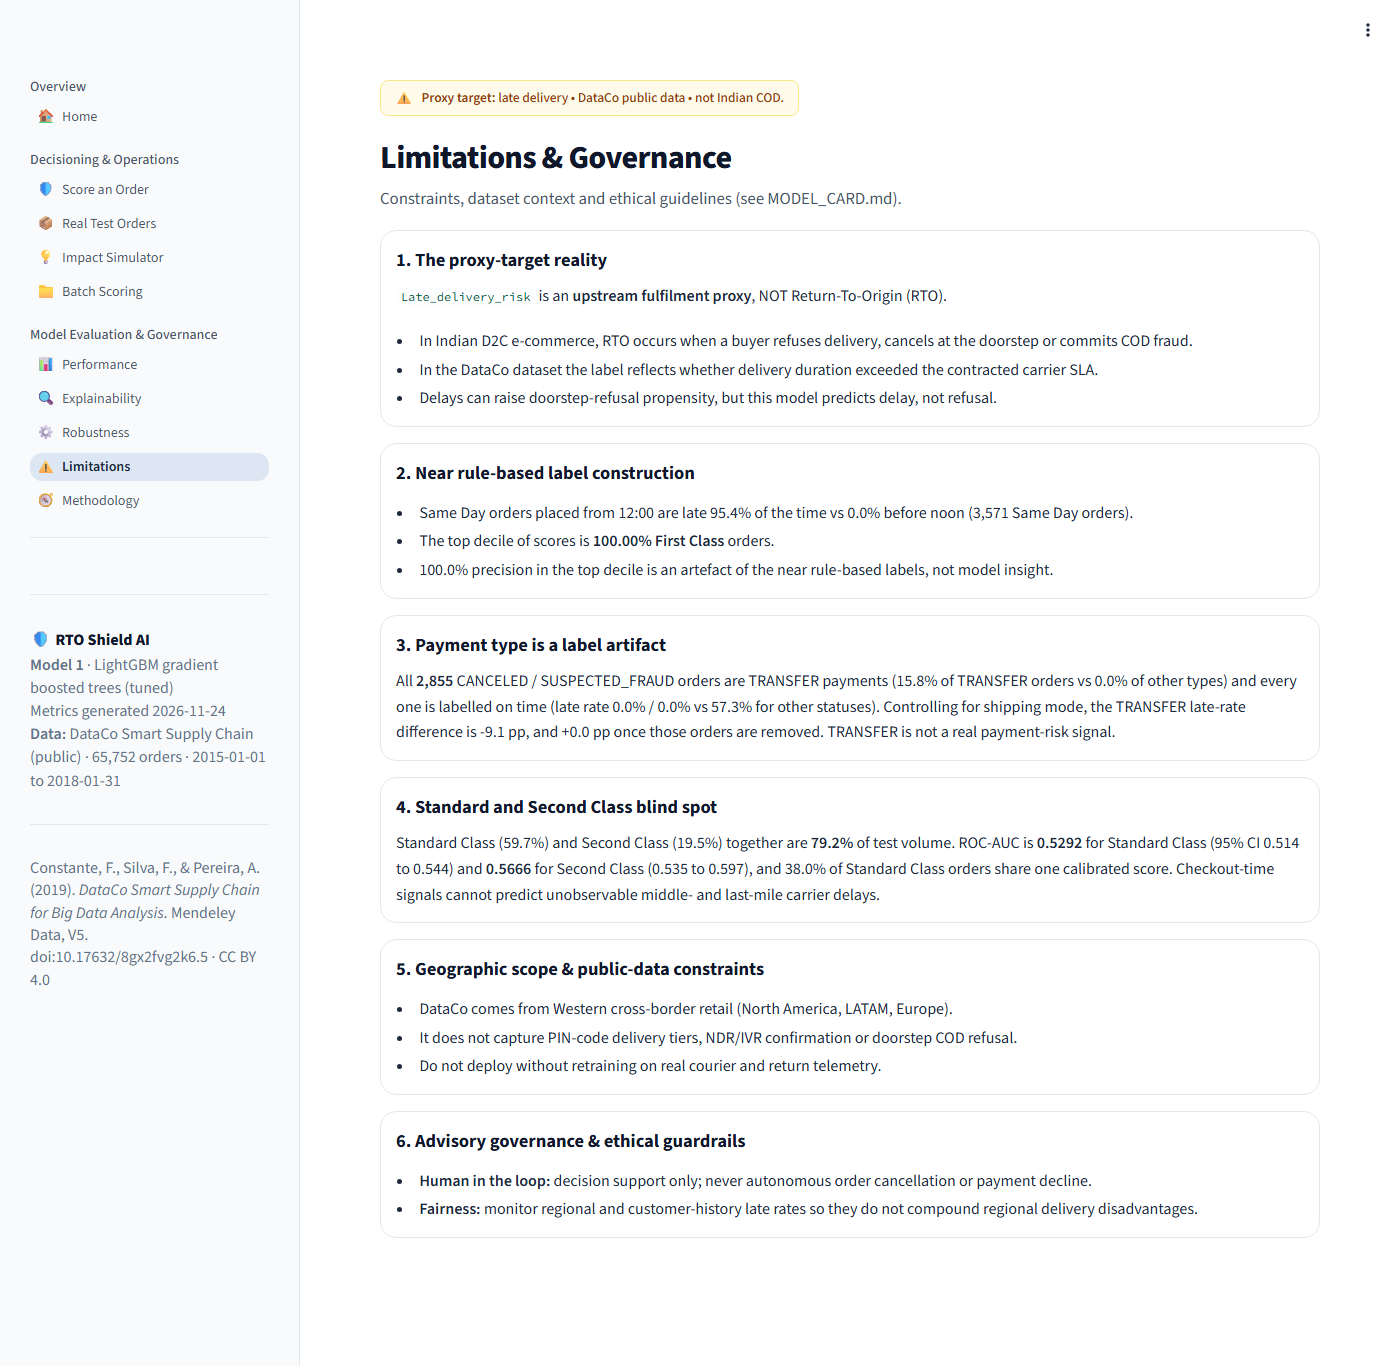 Overview
Home
Decisioning & Operations
Score an Order
Real Test Orders
Impact Simulator
Batch Scoring
Model Evaluation & Governance
Performance
Explainability
Robustness
Limitations
Methodology
RTO Shield AI
Model 1 · LightGBM gradient
boosted trees (tuned)
Metrics generated 2026-11-24
Data: DataCo Smart Supply Chain
(public) · 65,752 orders · 2015-01-01
to 2018-01-31
Constante, F., Silva, F., & Pereira, A.
(2019). DataCo Smart Supply Chain
for Big Data Analysis. Mendeley
Data, V5.
doi:10.17632/8gx2fvg2k6.5 · CC BY
4.0
Proxy target: late delivery • DataCo public data • not Indian COD.
Limitations & Governance
Constraints, dataset context and ethical guidelines (see MODEL_CARD.md).
1. The proxy-target reality
Late_delivery_risk is an upstream fulfilment proxy, NOT Return-To-Origin (RTO).
• In Indian D2C e-commerce, RTO occurs when a buyer refuses delivery, cancels at the doorstep or commits COD fraud.
• In the DataCo dataset the label reflects whether delivery duration exceeded the contracted carrier SLA.
• Delays can raise doorstep-refusal propensity, but this model predicts delay, not refusal.
2. Near rule-based label construction
• Same Day orders placed from 12:00 are late 95.4% of the time vs 0.0% before noon (3,571 Same Day orders).
• The top decile of scores is 100.00% First Class orders.
• 100.0% precision in the top decile is an artefact of the near rule-based labels, not model insight.
3. Payment type is a label artifact
All 2,855 CANCELED / SUSPECTED_FRAUD orders are TRANSFER payments (15.8% of TRANSFER orders vs 0.0% of other types) and every
one is labelled on time (late rate 0.0% / 0.0% vs 57.3% for other statuses). Controlling for shipping mode, the TRANSFER late-rate
difference is -9.1 pp, and +0.0 pp once those orders are removed. TRANSFER is not a real payment-risk signal.
4. Standard and Second Class blind spot
Standard Class (59.7%) and Second Class (19.5%) together are 79.2% of test volume. ROC-AUC is 0.5292 for Standard Class (95% CI 0.514
to 0.544) and 0.5666 for Second Class (0.535 to 0.597), and 38.0% of Standard Class orders share one calibrated score. Checkout-time
signals cannot predict unobservable middle- and last-mile carrier delays.
5. Geographic scope & public-data constraints
• DataCo comes from Western cross-border retail (North America, LATAM, Europe).
• It does not capture PIN-code delivery tiers, NDR/IVR confirmation or doorstep COD refusal.
• Do not deploy without retraining on real courier and return telemetry.
6. Advisory governance & ethical guardrails
• Human in the loop: decision support only; never autonomous order cancellation or payment decline.
• Fairness: monitor regional and customer-history late rates so they do not compound regional delivery disadvantages.